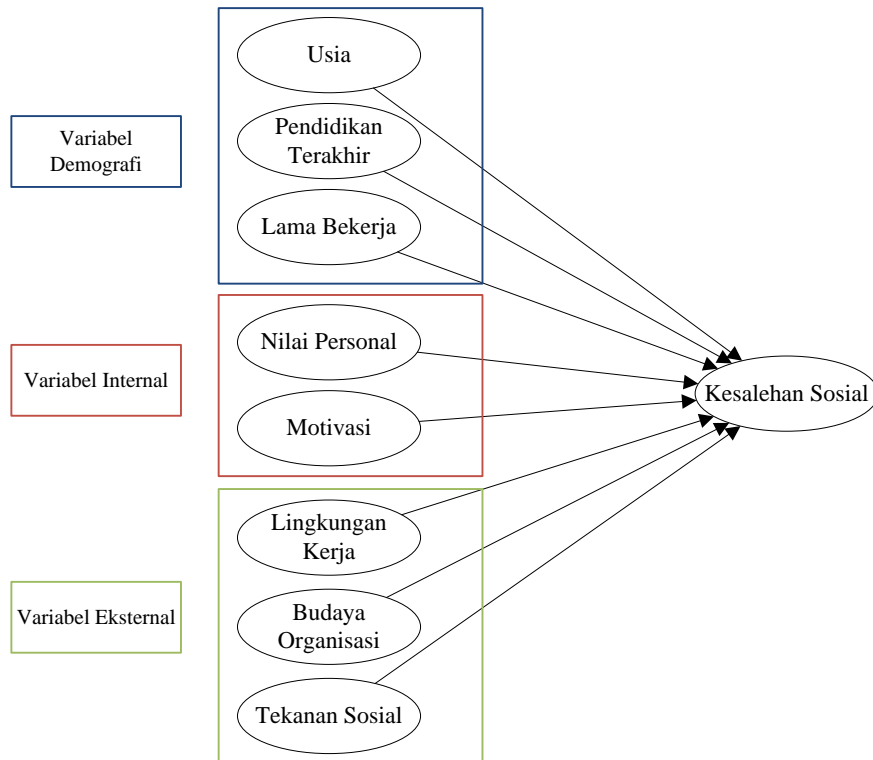 Variabel
Demografi
Usia
Pendidikan
Terakhir
Lama Bekerja
Variabel Internal
Nilai Personal
Motivasi
Variabel Eksternal
Lingkungan
Kerja
Budaya
Organisasi
Tekanan Sosial
Kesalehan Sosial